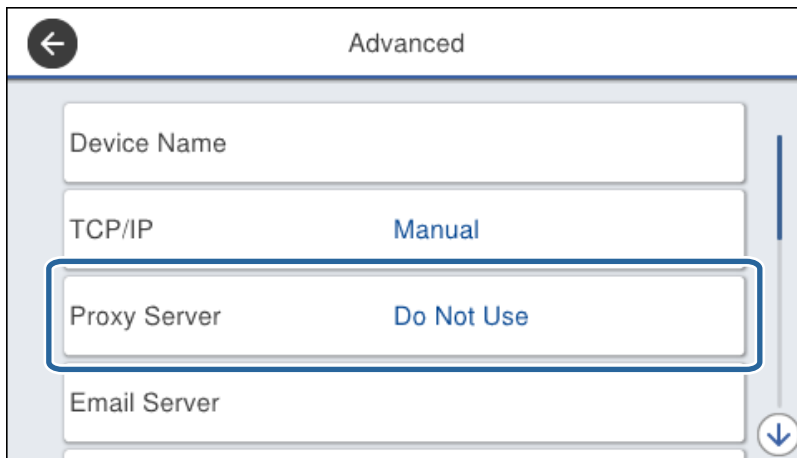 Advanced
Device Name
TCP/IP Manual
Proxy Server Do Not Use
Email Server